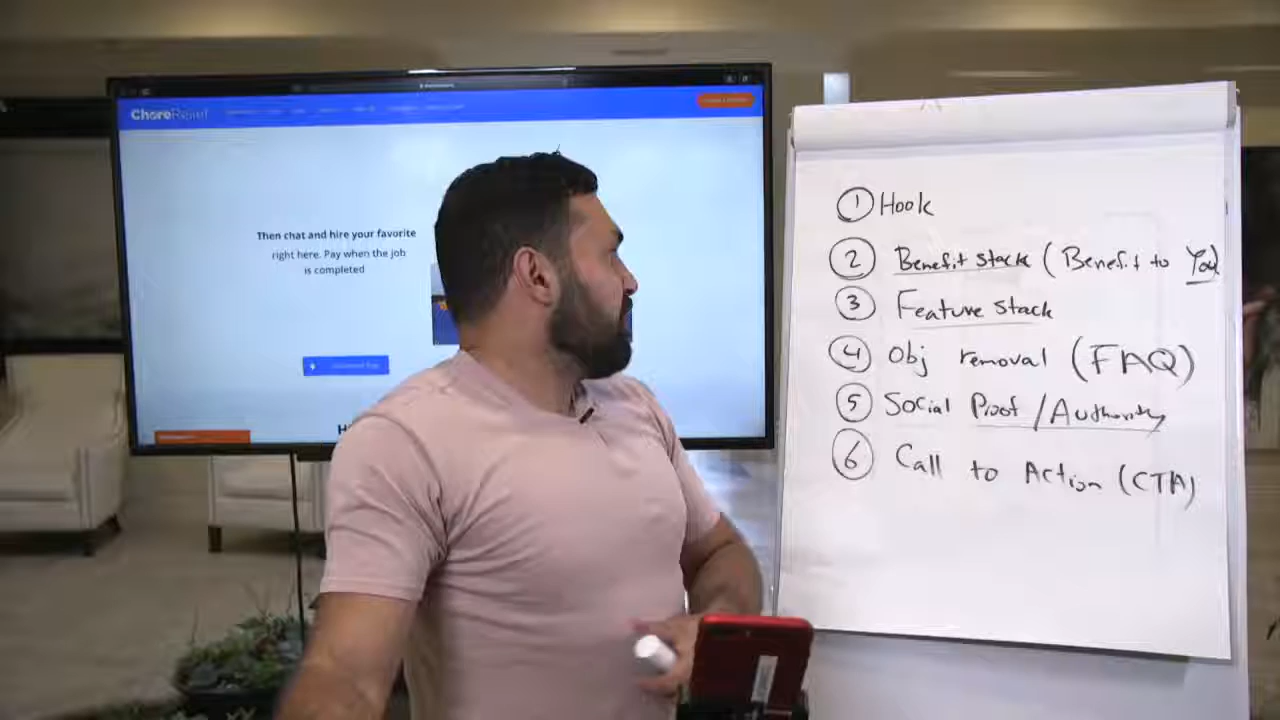 ChoreRelief
Then chat and hire your favorite
right here. Pay when the job
is completed
1 Hook
2 Benefit stack (Benefit to You)
3 Feature stack
4 Obj removal (FAQ)
5 Social Proof / Authority
6 Call to Action (CTA)